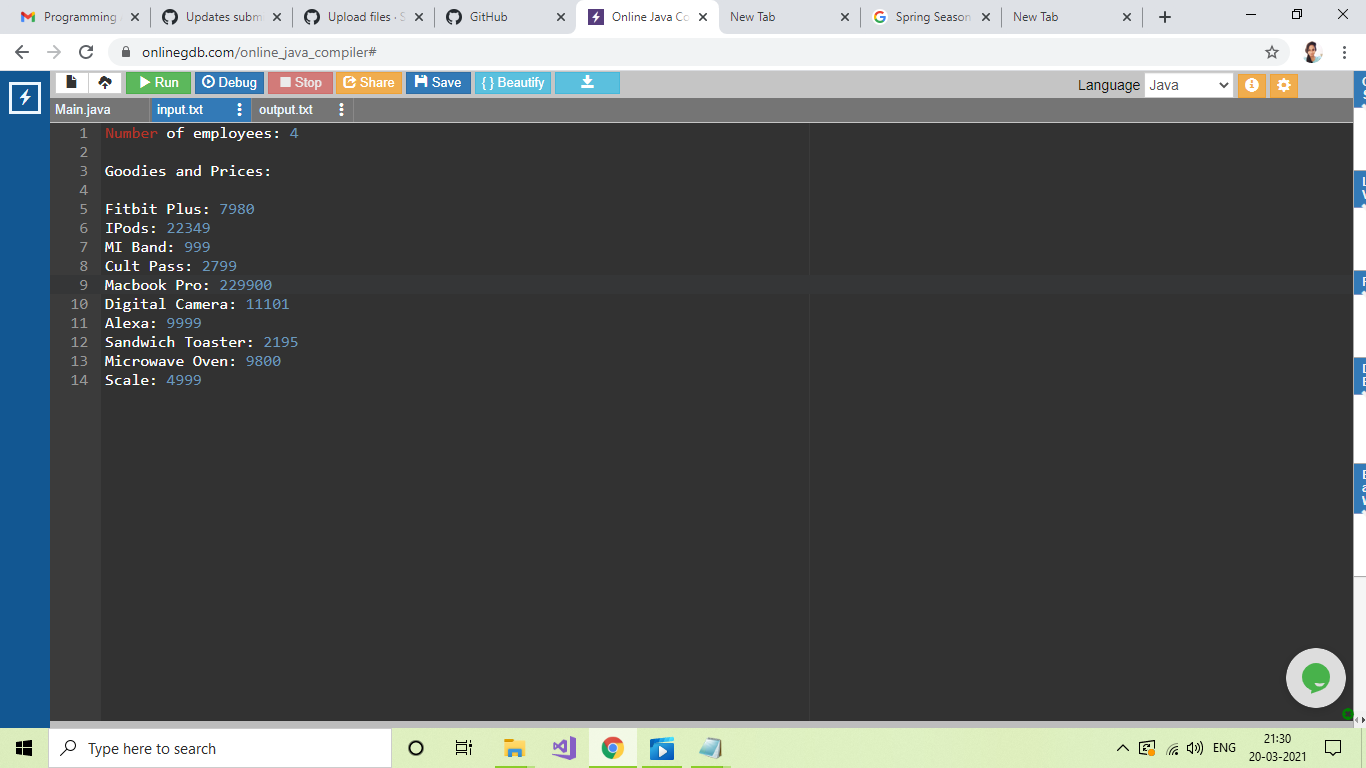 Programming
Updates subm
Upload files · S
GitHub
Online Java Co
New Tab
Spring Season
New Tab
onlinegdb.com/online_java_compiler#
Run
Debug
Stop
Share
Save
{ } Beautify
Language
Java
Main.java
input.txt
output.txt
1 Number of employees: 4
2
3 Goodies and Prices:
4
5 Fitbit Plus: 7980
6 IPods: 22349
7 MI Band: 999
8 Cult Pass: 2799
9 Macbook Pro: 229900
10 Digital Camera: 11101
11 Alexa: 9999
12 Sandwich Toaster: 2195
13 Microwave Oven: 9800
14 Scale: 4999
Type here to search
ENG
21:30
20-03-2021